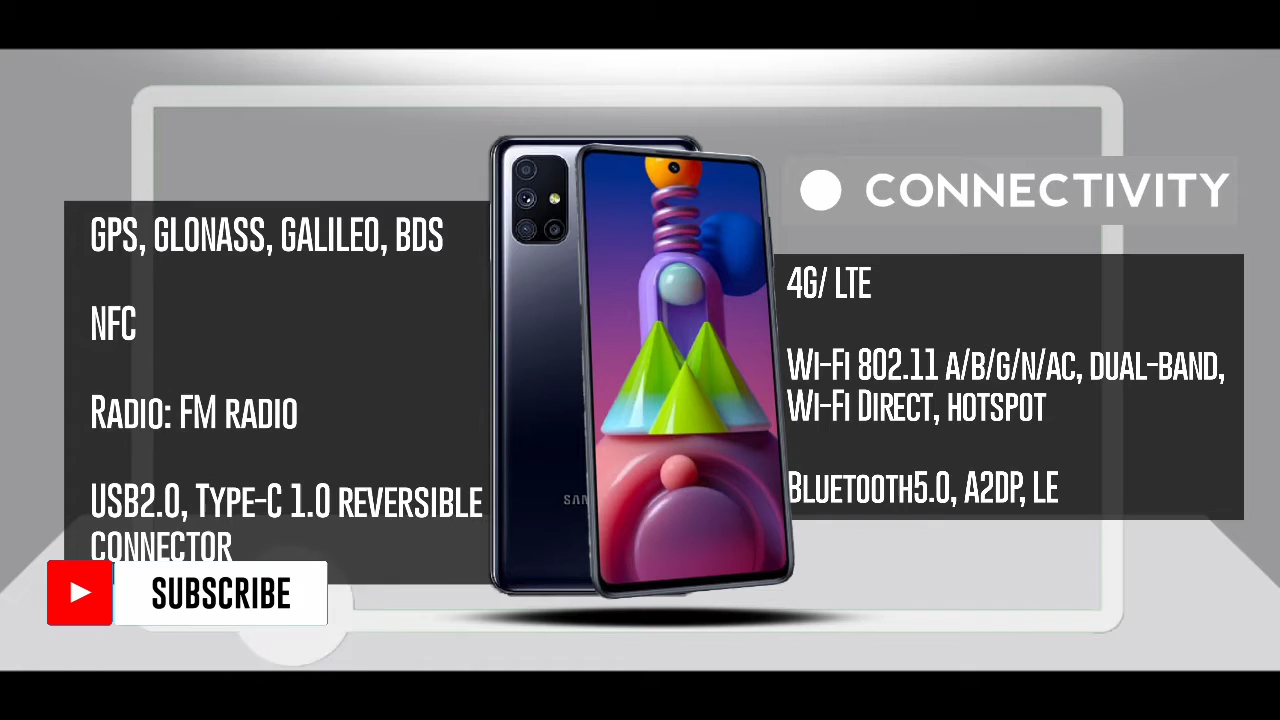 CONNECTIVITY
GPS, GLONASS, GALILEO, BDS
NFC
RADIO: FM RADIO
USB2.0, TYPE-C 1.0 REVERSIBLE
CONNECTOR
SUBSCRIBE
SAM
4G/ LTE
WI-FI 802.11 A/B/G/N/AC, DUAL-BAND,
WI-FI DIRECT, HOTSPOT
BLUETOOTH5.0, A2DP, LE